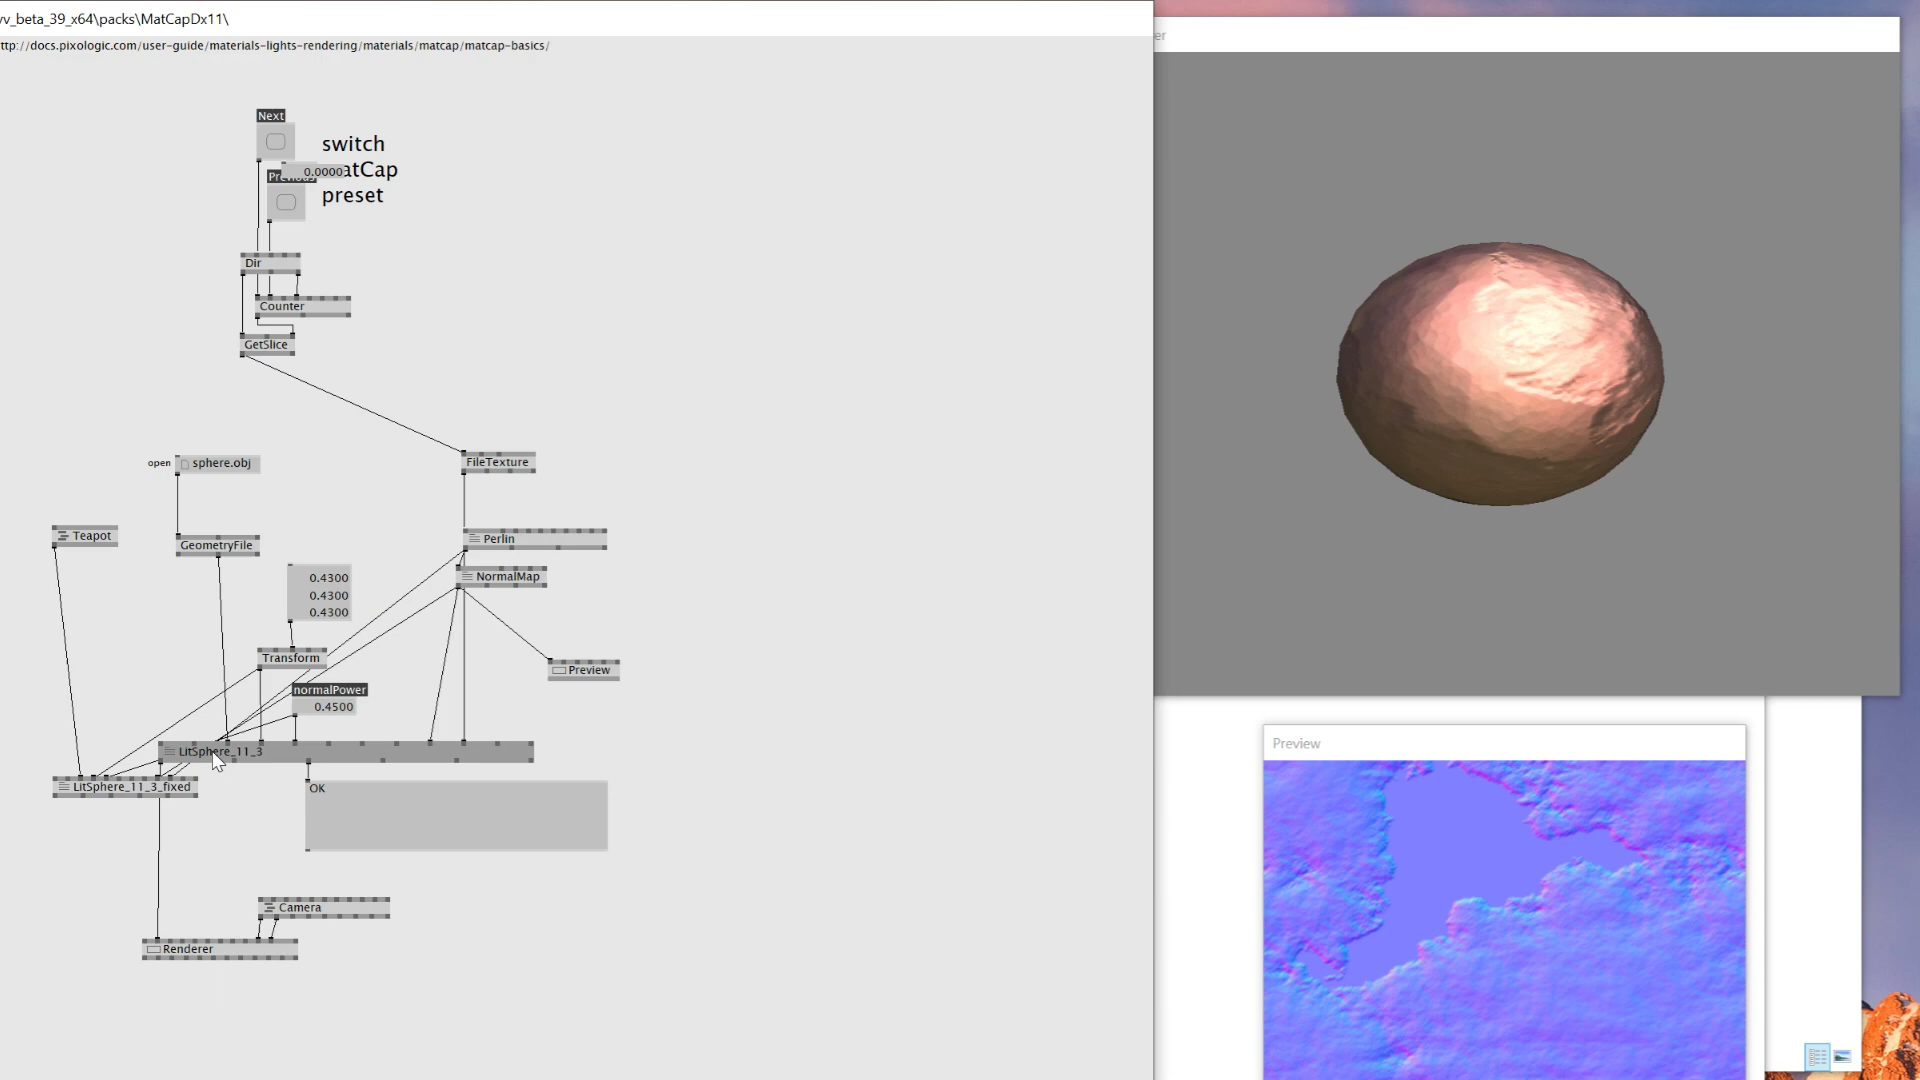 vv_beta_39_x64\packs\MatCapDx11\
ttp://docs.pixologic.com/user-guide/materials-lights-rendering/materials/matcap/matcap-basics/
er
Next
switch
0.0000
atCap
preset
Dir
Counter
GetSlice
open
sphere.obj
FileTexture
Teapot
GeometryFile
Perlin
NormalMap
0.4300
0.4300
0.4300
Transform
Preview
normalPower
0.4500
LitSphere_11_3
LitSphere_11_3_fixed
OK
Camera
Renderer
Preview